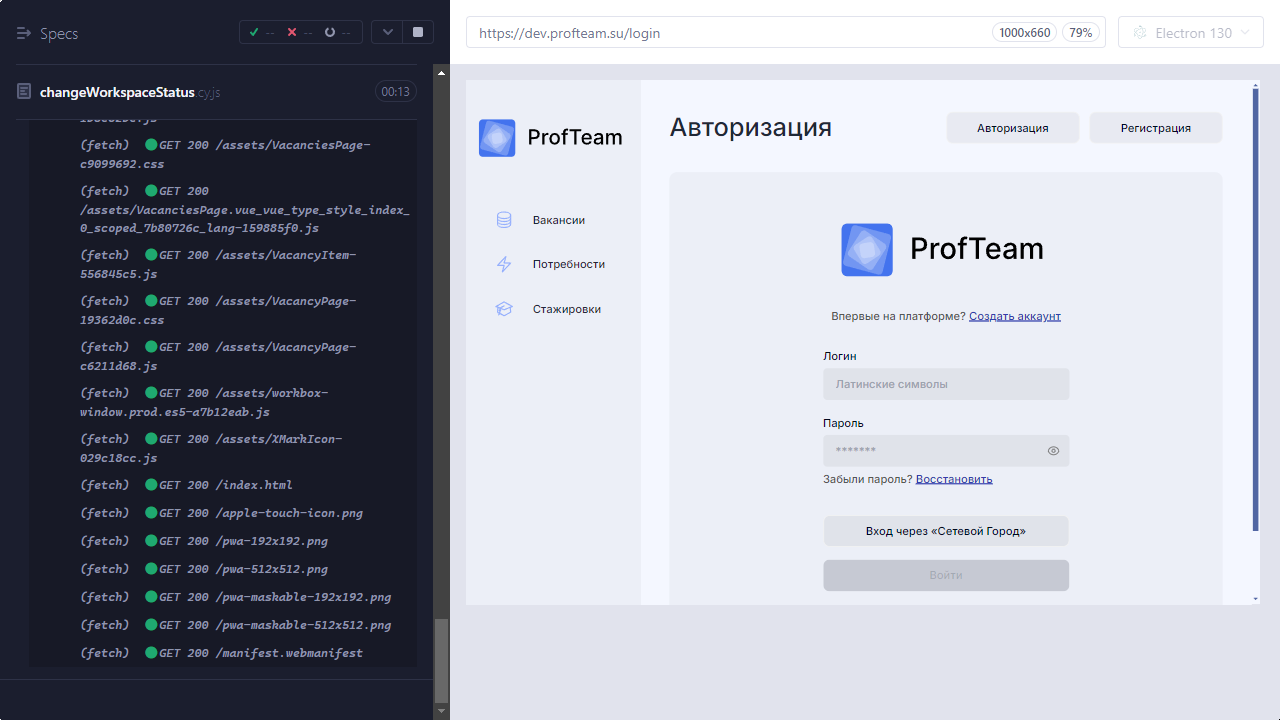 Specs
--
--
--
changeWorkspaceStatus.cy.js
00:13
(fetch) GET 200 /assets/VacanciesPage-
c9099692.css
(fetch) GET 200
/assets/VacanciesPage.vue_vue_type_style_index_
0_scoped_7b80726c_lang-159885f0.js
(fetch) GET 200 /assets/VacancyItem-
556845c5.js
(fetch) GET 200 /assets/VacancyPage-
19362d0c.css
(fetch) GET 200 /assets/VacancyPage-
c6211d68.js
(fetch) GET 200 /assets/workbox-
window.prod.es5-a7b12eab.js
(fetch) GET 200 /assets/XMarkIcon-
029c18cc.js
(fetch) GET 200 /index.html
(fetch) GET 200 /apple-touch-icon.png
(fetch) GET 200 /pwa-192x192.png
(fetch) GET 200 /pwa-512x512.png
(fetch) GET 200 /pwa-maskable-192x192.png
(fetch) GET 200 /pwa-maskable-512x512.png
(fetch) GET 200 /manifest.webmanifest
https://dev.profteam.su/login
1000x660
79%
Electron 130
ProfTeam
Вакансии
Потребности
Стажировки
Авторизация
Авторизация
Регистрация
ProfTeam
Впервые на платформе? Создать аккаунт
Логин
Латинские символы
Пароль
*******
Забыли пароль? Восстановить
Вход через «Сетевой Город»
Войти